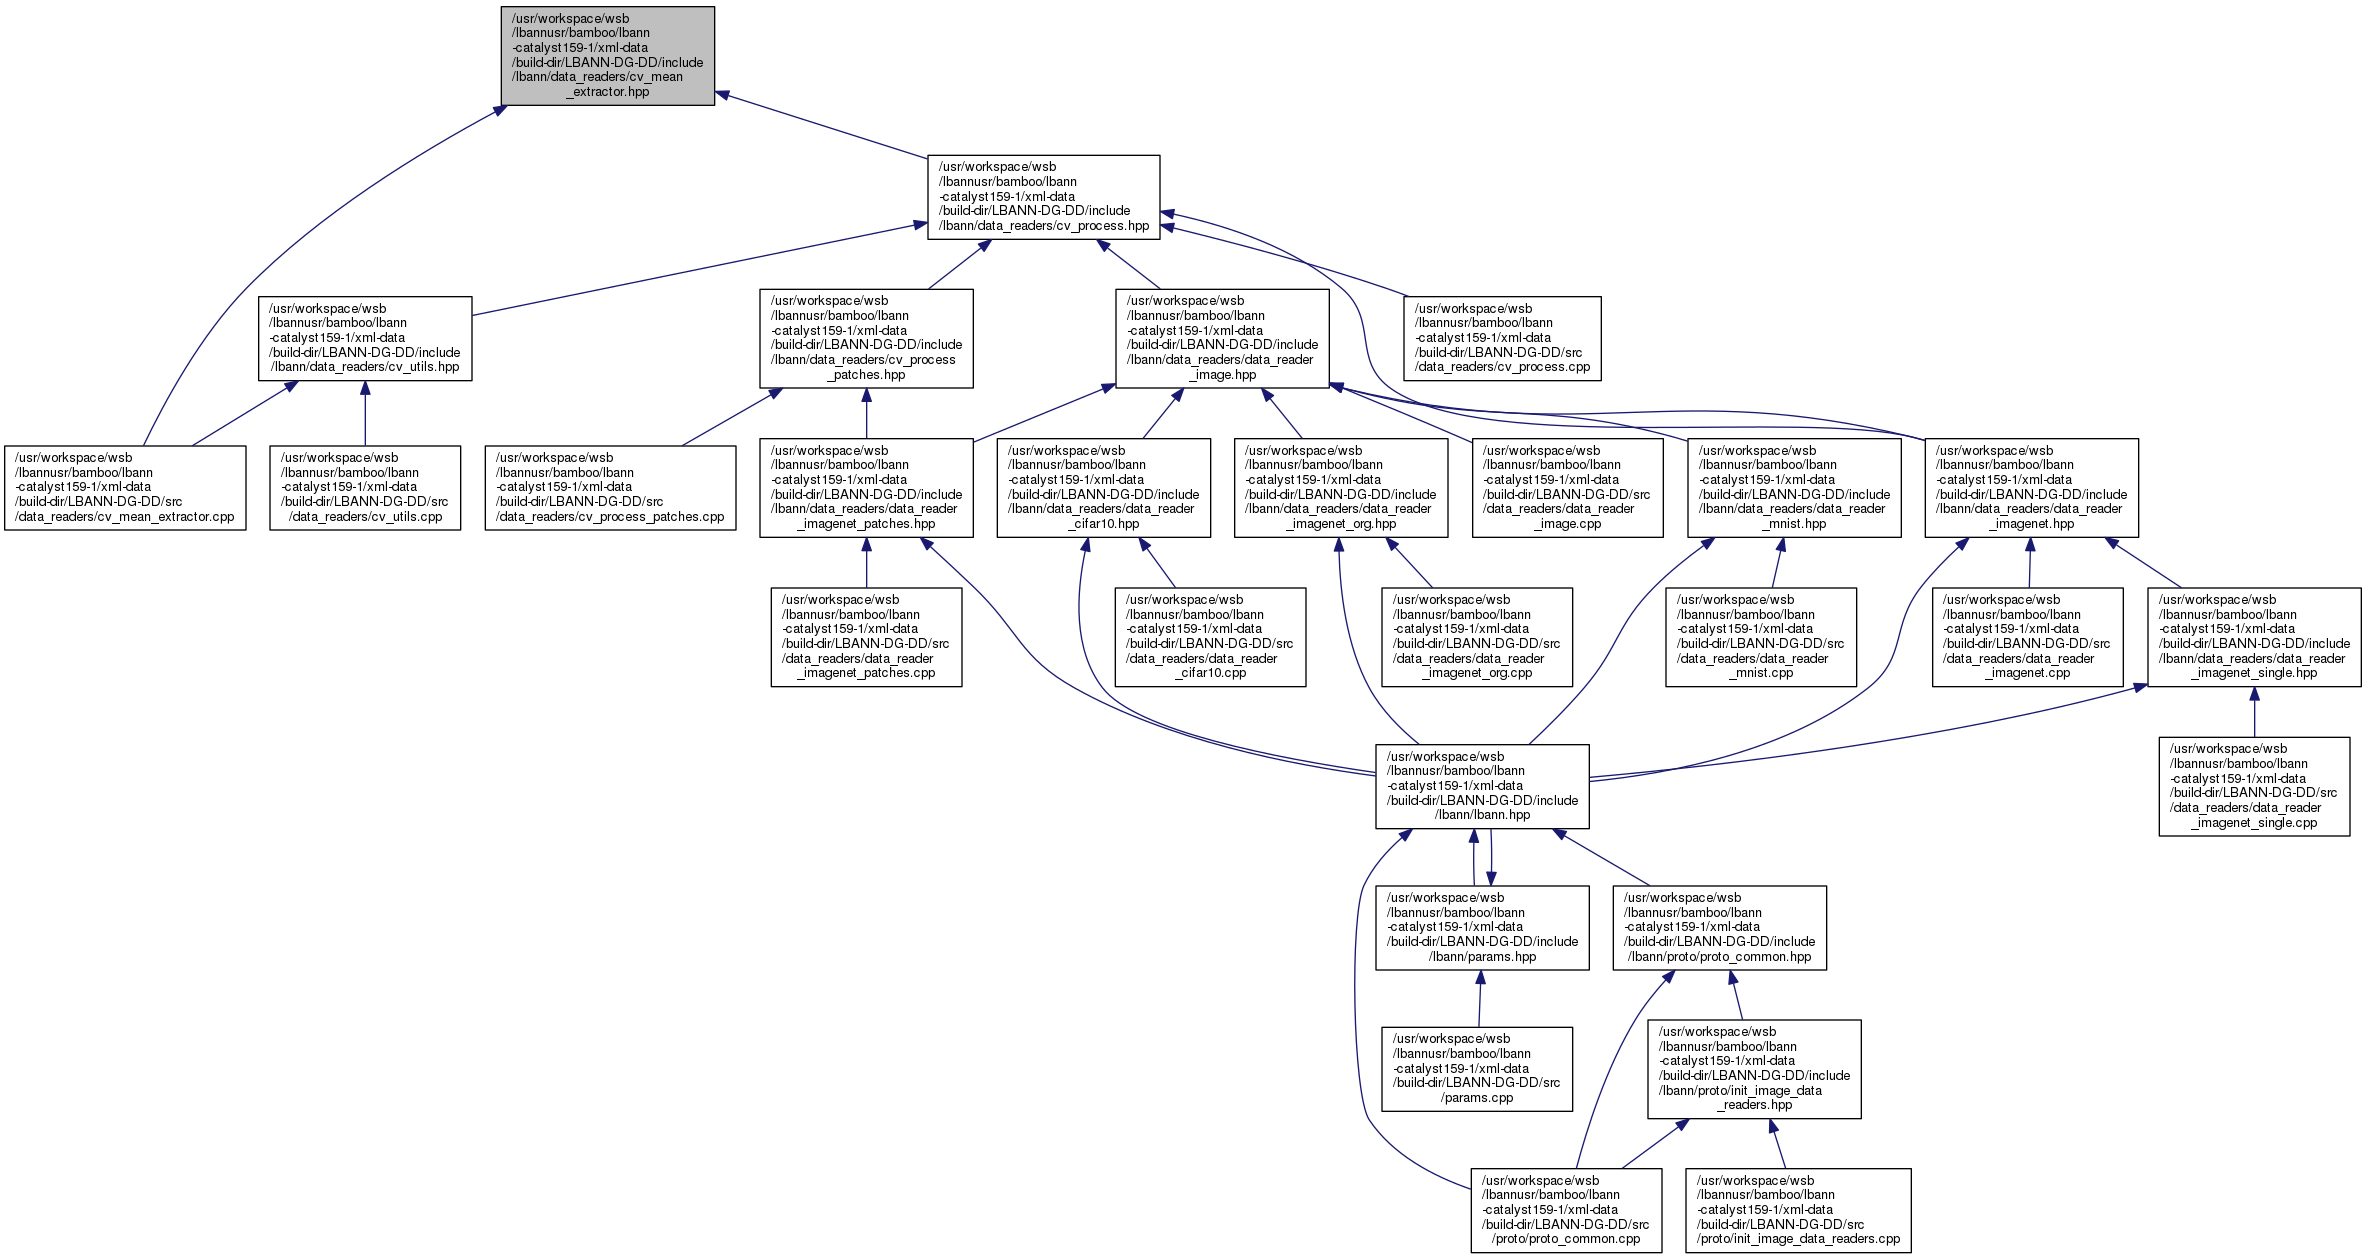 /usr/workspace/wsb
/lbannusr/bamboo/lbann
-catalyst159-1/xml-data
/build-dir/LBANN-DG-DD/include
/lbann/data_readers/cv_mean
_extractor.hpp
/usr/workspace/wsb
/lbannusr/bamboo/lbann
-catalyst159-1/xml-data
/build-dir/LBANN-DG-DD/include
/lbann/data_readers/cv_process.hpp
/usr/workspace/wsb
/lbannusr/bamboo/lbann
-catalyst159-1/xml-data
/build-dir/LBANN-DG-DD/include
/lbann/data_readers/cv_utils.hpp
/usr/workspace/wsb
/lbannusr/bamboo/lbann
-catalyst159-1/xml-data
/build-dir/LBANN-DG-DD/include
/lbann/data_readers/cv_process
_patches.hpp
/usr/workspace/wsb
/lbannusr/bamboo/lbann
-catalyst159-1/xml-data
/build-dir/LBANN-DG-DD/include
/lbann/data_readers/data_reader
_image.hpp
/usr/workspace/wsb
/lbannusr/bamboo/lbann
-catalyst159-1/xml-data
/build-dir/LBANN-DG-DD/src
/data_readers/cv_process.cpp
/usr/workspace/wsb
/lbannusr/bamboo/lbann
-catalyst159-1/xml-data
/build-dir/LBANN-DG-DD/src
/data_readers/cv_mean_extractor.cpp
/usr/workspace/wsb
/lbannusr/bamboo/lbann
-catalyst159-1/xml-data
/build-dir/LBANN-DG-DD/src
/data_readers/cv_utils.cpp
/usr/workspace/wsb
/lbannusr/bamboo/lbann
-catalyst159-1/xml-data
/build-dir/LBANN-DG-DD/src
/data_readers/cv_process_patches.cpp
/usr/workspace/wsb
/lbannusr/bamboo/lbann
-catalyst159-1/xml-data
/build-dir/LBANN-DG-DD/include
/lbann/data_readers/data_reader
_imagenet_patches.hpp
/usr/workspace/wsb
/lbannusr/bamboo/lbann
-catalyst159-1/xml-data
/build-dir/LBANN-DG-DD/include
/lbann/data_readers/data_reader
_cifar10.hpp
/usr/workspace/wsb
/lbannusr/bamboo/lbann
-catalyst159-1/xml-data
/build-dir/LBANN-DG-DD/include
/lbann/data_readers/data_reader
_imagenet_org.hpp
/usr/workspace/wsb
/lbannusr/bamboo/lbann
-catalyst159-1/xml-data
/build-dir/LBANN-DG-DD/src
/data_readers/data_reader
_image.cpp
/usr/workspace/wsb
/lbannusr/bamboo/lbann
-catalyst159-1/xml-data
/build-dir/LBANN-DG-DD/include
/lbann/data_readers/data_reader
_mnist.hpp
/usr/workspace/wsb
/lbannusr/bamboo/lbann
-catalyst159-1/xml-data
/build-dir/LBANN-DG-DD/include
/lbann/data_readers/data_reader
_imagenet.hpp
/usr/workspace/wsb
/lbannusr/bamboo/lbann
-catalyst159-1/xml-data
/build-dir/LBANN-DG-DD/src
/data_readers/data_reader
_imagenet_patches.cpp
/usr/workspace/wsb
/lbannusr/bamboo/lbann
-catalyst159-1/xml-data
/build-dir/LBANN-DG-DD/src
/data_readers/data_reader
_cifar10.cpp
/usr/workspace/wsb
/lbannusr/bamboo/lbann
-catalyst159-1/xml-data
/build-dir/LBANN-DG-DD/src
/data_readers/data_reader
_imagenet_org.cpp
/usr/workspace/wsb
/lbannusr/bamboo/lbann
-catalyst159-1/xml-data
/build-dir/LBANN-DG-DD/src
/data_readers/data_reader
_mnist.cpp
/usr/workspace/wsb
/lbannusr/bamboo/lbann
-catalyst159-1/xml-data
/build-dir/LBANN-DG-DD/src
/data_readers/data_reader
_imagenet.cpp
/usr/workspace/wsb
/lbannusr/bamboo/lbann
-catalyst159-1/xml-data
/build-dir/LBANN-DG-DD/include
/lbann/data_readers/data_reader
_imagenet_single.hpp
/usr/workspace/wsb
/lbannusr/bamboo/lbann
-catalyst159-1/xml-data
/build-dir/LBANN-DG-DD/include
/lbann/lbann.hpp
/usr/workspace/wsb
/lbannusr/bamboo/lbann
-catalyst159-1/xml-data
/build-dir/LBANN-DG-DD/src
/data_readers/data_reader
_imagenet_single.cpp
/usr/workspace/wsb
/lbannusr/bamboo/lbann
-catalyst159-1/xml-data
/build-dir/LBANN-DG-DD/include
/lbann/params.hpp
/usr/workspace/wsb
/lbannusr/bamboo/lbann
-catalyst159-1/xml-data
/build-dir/LBANN-DG-DD/include
/lbann/proto/proto_common.hpp
/usr/workspace/wsb
/lbannusr/bamboo/lbann
-catalyst159-1/xml-data
/build-dir/LBANN-DG-DD/src
/params.cpp
/usr/workspace/wsb
/lbannusr/bamboo/lbann
-catalyst159-1/xml-data
/build-dir/LBANN-DG-DD/include
/lbann/proto/init_image_data
_readers.hpp
/usr/workspace/wsb
/lbannusr/bamboo/lbann
-catalyst159-1/xml-data
/build-dir/LBANN-DG-DD/src
/proto/proto_common.cpp
/usr/workspace/wsb
/lbannusr/bamboo/lbann
-catalyst159-1/xml-data
/build-dir/LBANN-DG-DD/src
/proto/init_image_data_readers.cpp